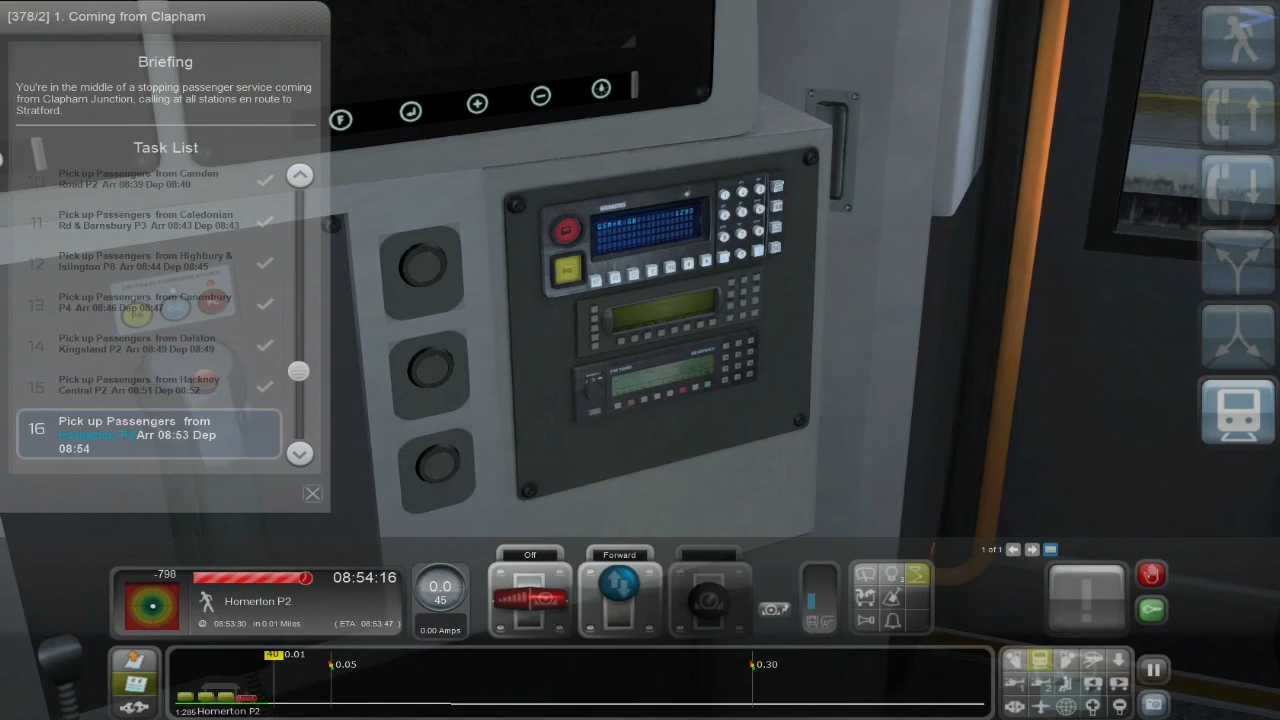 [378/2] 1. Coming from Clapham
Briefing
You're in the middle of a stopping passenger service coming
from Clapham Junction, calling at all stations en route to
Stratford.
Task List
Pick up Passengers from Camden
Road P2 Arr 08:39 Dep 08:40
11 Pick up Passengers from Caledonian
Rd & Barnsbury P3 Arr 08:43 Dep 08:43
12 Pick up Passengers from Highbury &
Islington P8 Arr 08:44 Dep 08:45
13 Pick up Passengers from Canonbury
P4 Arr 08:46 Dep 08:47
14 Pick up Passengers from Dalston
Kingsland P2 Arr 08:49 Dep 08:49
15 Pick up Passengers from Hackney
Central P2 Arr 08:51 Dep 08:52
16 Pick up Passengers from
Homerton P2 Arr 08:53 Dep
08:54
F
SIEMENS
Off
Forward
1 of 1
-798
08:54:16
Homerton P2
@ 08:53:30 in 0.01 Miles
( ETA: 08:53:47 )
0.0
45
0.00 Amps
3
40 0.01
0.05
0.30
1:285 Homerton P2
1
2